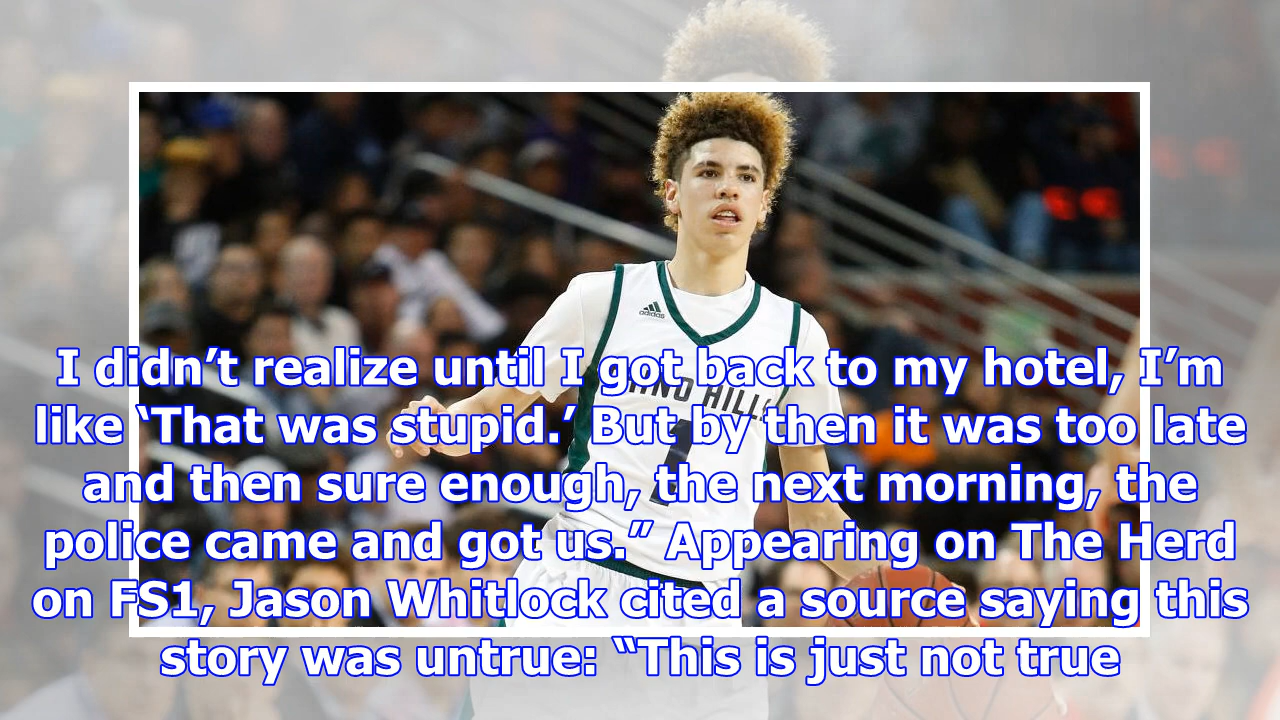 adidas
I didn’t realize until I got back to my hotel, I’m
like ‘That was stupid.’ But by then it was too late
and then sure enough, the next morning, the
police came and got us.” Appearing on The Herd
on FS1, Jason Whitlock cited a source saying this
story was untrue: “This is just not true